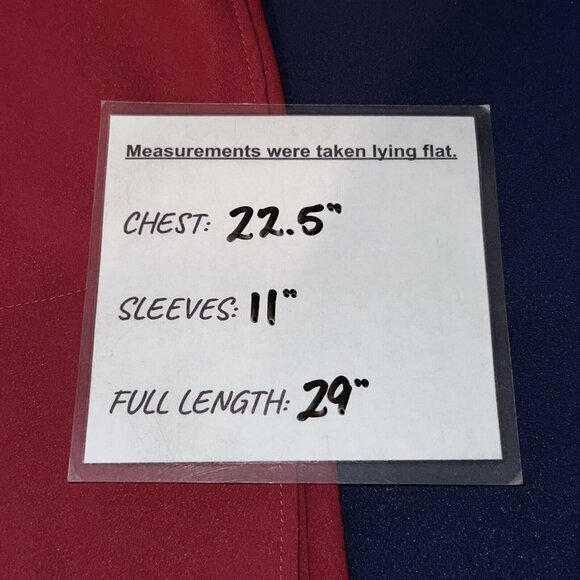 Measurements were taken lying flat.
CHEST: 22.5"
SLEEVES: 11"
FULL LENGTH: 29"